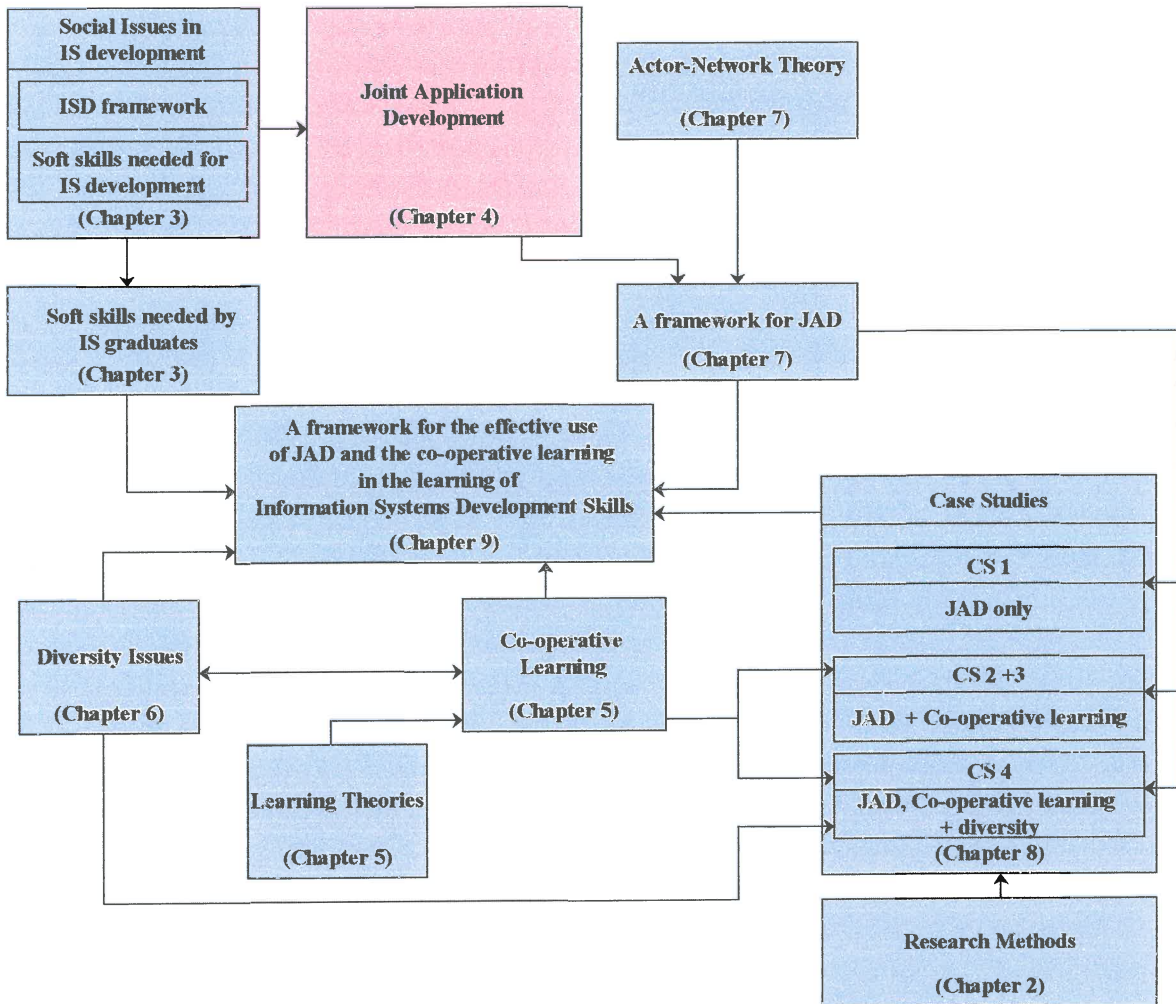 Social Issues in
IS development
ISD framework
Soft skills needed for
IS development
(Chapter 3)
Joint Application
Development
(Chapter 4)
Actor-Network Theory
(Chapter 7)
Soft skills needed by
IS graduates
(Chapter 3)
A framework for JAD
(Chapter 7)
A framework for the effective use
of JAD and the co-operative learning
in the learning of
Information Systems Development Skills
(Chapter 9)
Case Studies
CS 1
JAD only
CS 2 +3
JAD + Co-operative learning
CS 4
JAD, Co-operative learning
+ diversity
(Chapter 8)
Diversity Issues
(Chapter 6)
Co-operative
Learning
(Chapter 5)
Learning Theories
(Chapter 5)
Research Methods
(Chapter 2)